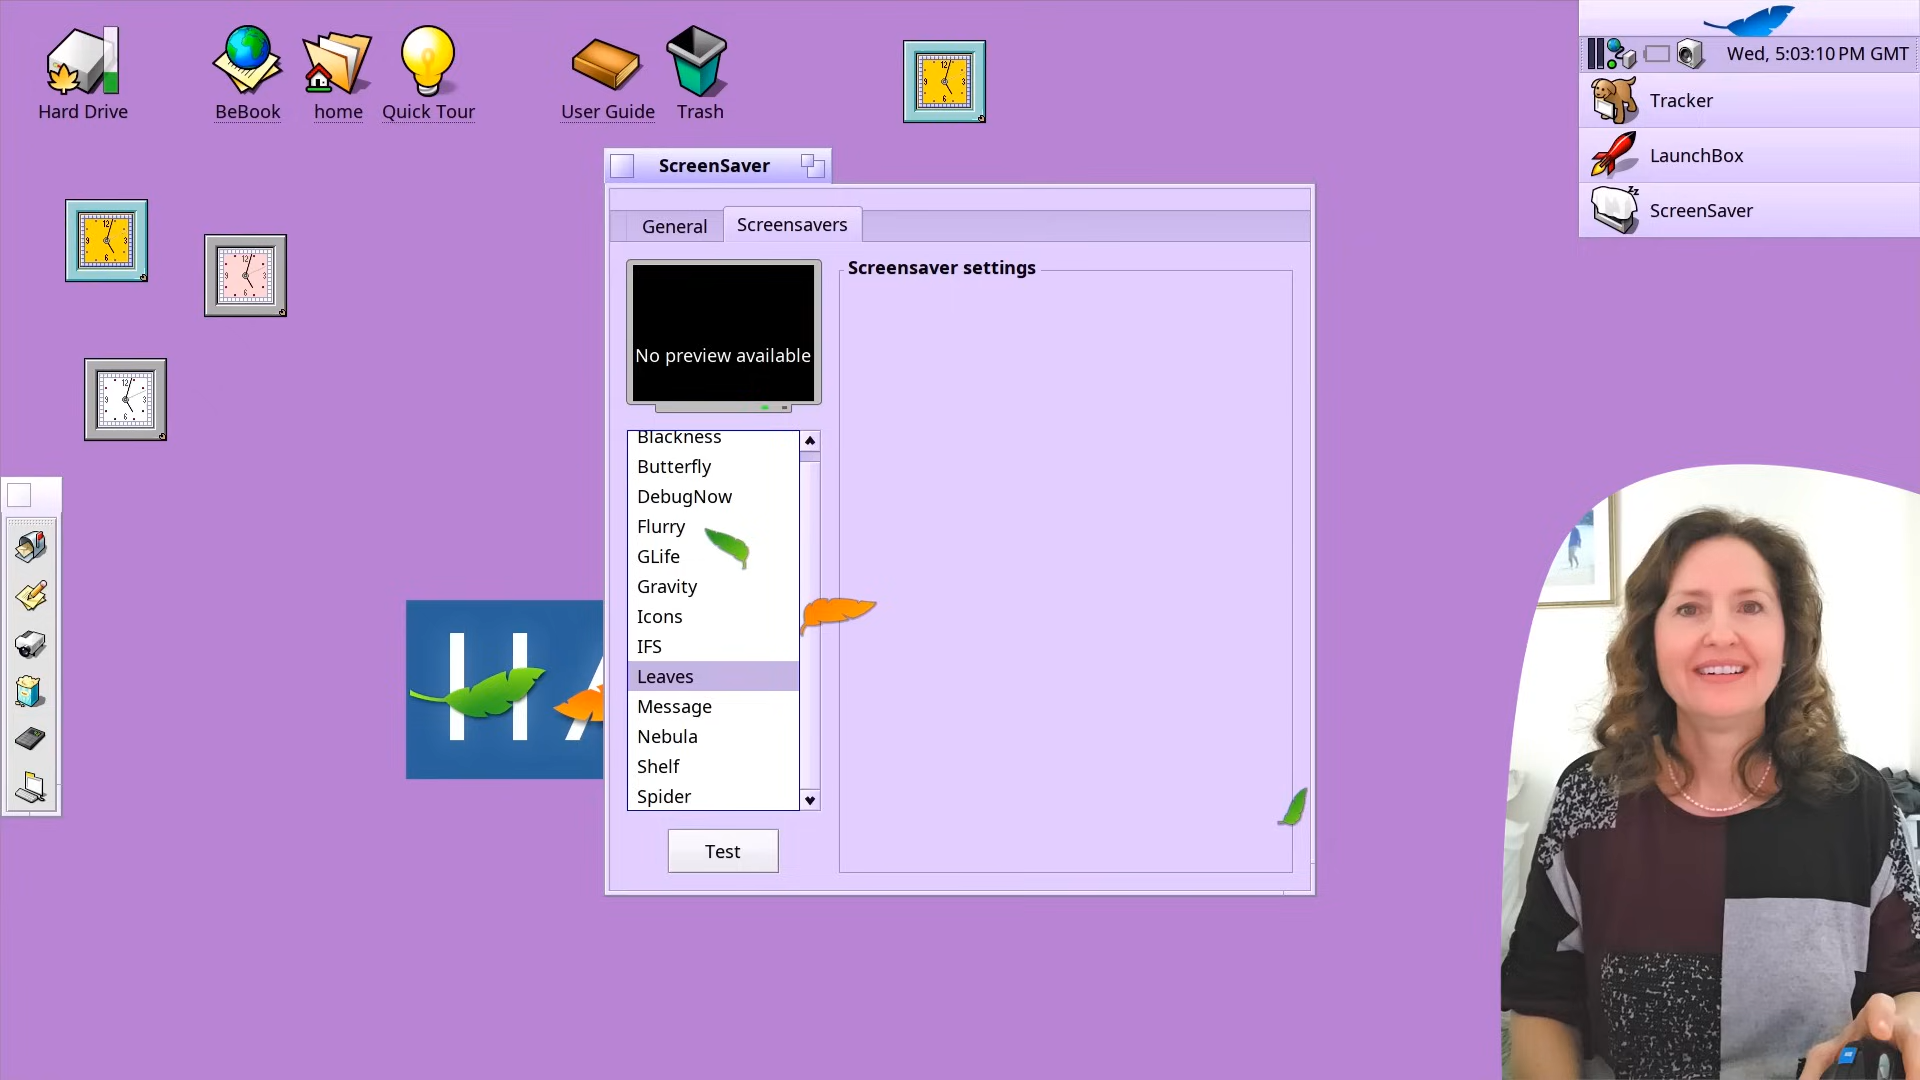 Hard Drive
BeBook
home
Quick Tour
User Guide
Trash
Wed, 5:03:10 PM GMT
Tracker
LaunchBox
ScreenSaver
ScreenSaver
General
Screensavers
No preview available
Screensaver settings
Blackness
Butterfly
DebugNow
Flurry
GLife
Gravity
Icons
IFS
Leaves
Message
Nebula
Shelf
Spider
Test
HA